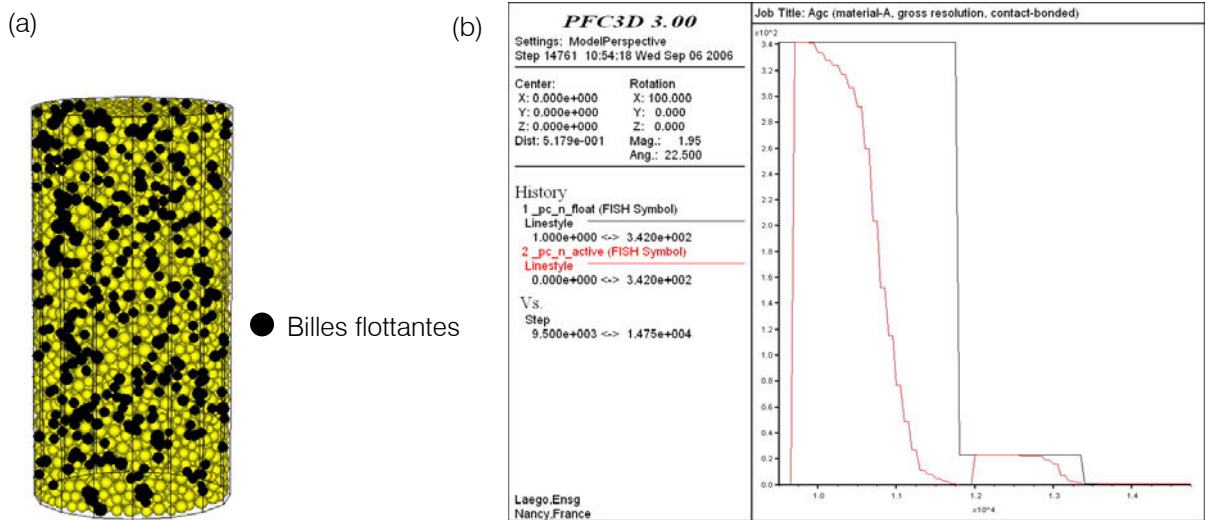 (a)
Billes flottantes
(b)
PFC3D 3.00
Settings: ModelPerspective
Step 14761 10:54:18 Wed Sep 06 2006
Center: Rotation
X: 0.000e+000 X: 100.000
Y: 0.000e+000 Y: 0.000
Z: 0.000e+000 Z: 0.000
Dist: 5.179e-001 Mag.: 1.95
Ang.: 22.500
History
1 _pc_n_float (FISH Symbol)
Linestyle
1.000e+000 <-> 3.420e+002
2 _pc_n_active (FISH Symbol)
Linestyle
0.000e+000 <-> 3.420e+002
Vs.
Step
9.500e+003 <-> 1.475e+004
Laego.Ensg
Nancy.France
Job Title: Agc (material-A, gross resolution, contact-bonded)
x10^2
3.4
3.2
3.0
2.8
2.6
2.4
2.2
2.0
1.8
1.6
1.4
1.2
1.0
0.8
0.6
0.4
0.2
0.0
1.0 1.1 1.2 1.3 1.4
x10^4